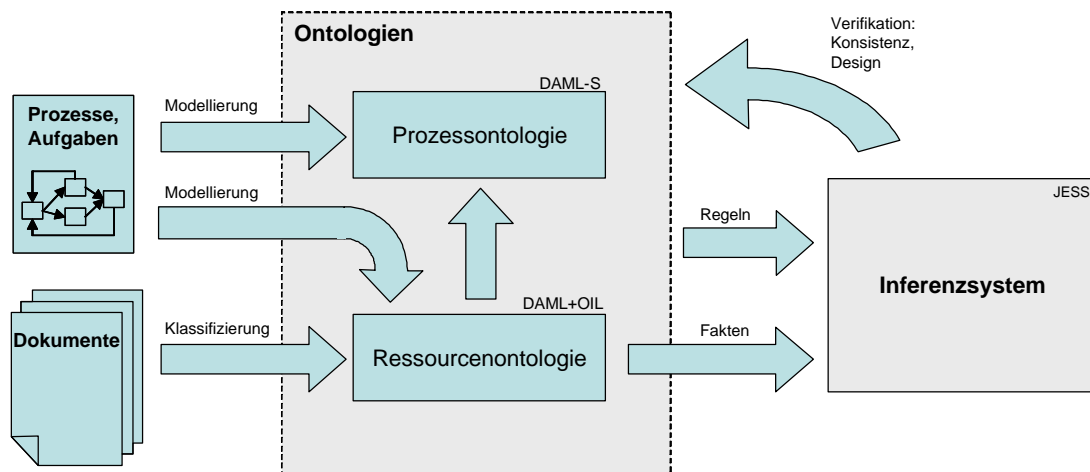 Ontologien
Verifikation:
Konsistenz,
Design
DAML-S
Prozesse,
Aufgaben
Modellierung
Prozessontologie
Modellierung
JESS
Regeln
Inferenzsystem
DAML+OIL
Dokumente
Klassifizierung
Ressourcenontologie
Fakten